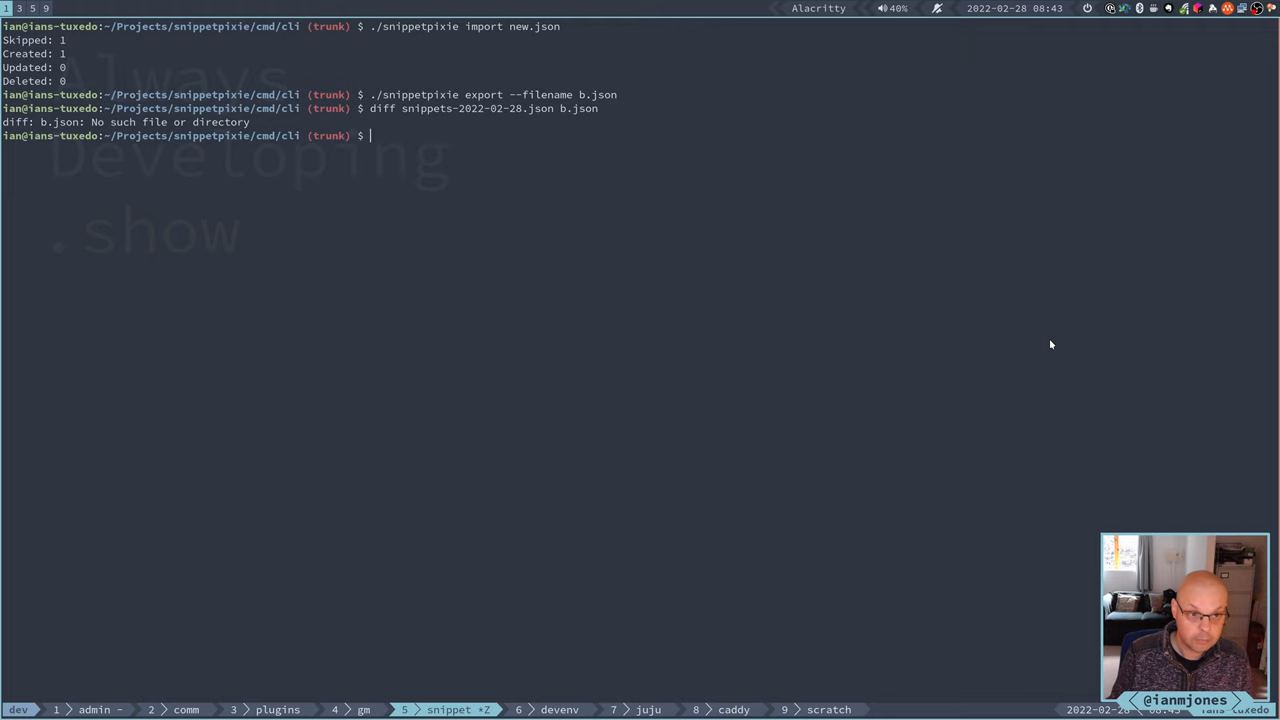 1 3 5 9
Alacritty
40%
2022-02-28 08:43
ian@ians-tuxedo:~/Projects/snippetpixie/cmd/cli (trunk) $ ./snippetpixie import new.json
Skipped: 1
Created: 1
Updated: 0
Deleted: 0
ian@ians-tuxedo:~/Projects/snippetpixie/cmd/cli (trunk) $ ./snippetpixie export --filename b.json
ian@ians-tuxedo:~/Projects/snippetpixie/cmd/cli (trunk) $ diff snippets-2022-02-28.json b.json
diff: b.json: No such file or directory
ian@ians-tuxedo:~/Projects/snippetpixie/cmd/cli (trunk) $
Always
Developing
.show
@ianmjones
dev 1 admin - 2 comm 3 plugins 4 gm 5 snippet *Z 6 devenv 7 juju 8 caddy 9 scratch 2022-02-28 tuxedo